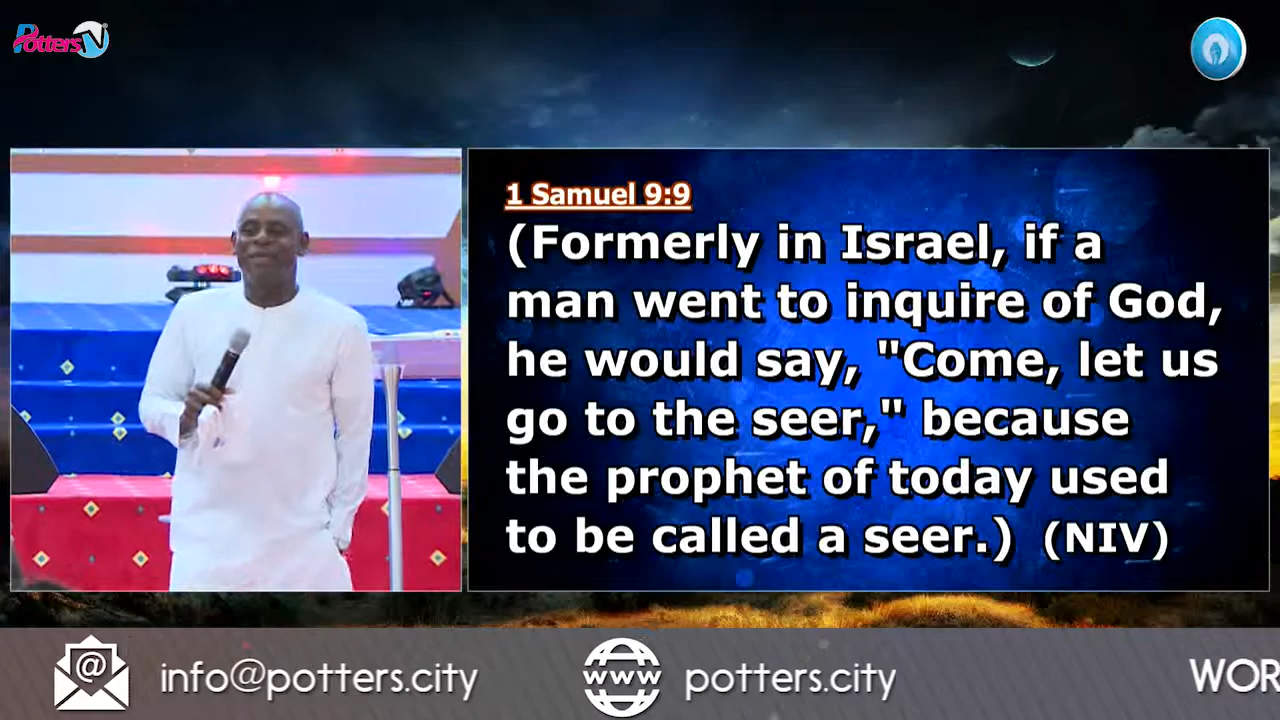 PottersTV
1 Samuel 9:9
(Formerly in Israel, if a
man went to inquire of God,
he would say, "Come, let us
go to the seer," because
the prophet of today used
to be called a seer.) (NIV)
info@potters.city
www
potters.city
WOR